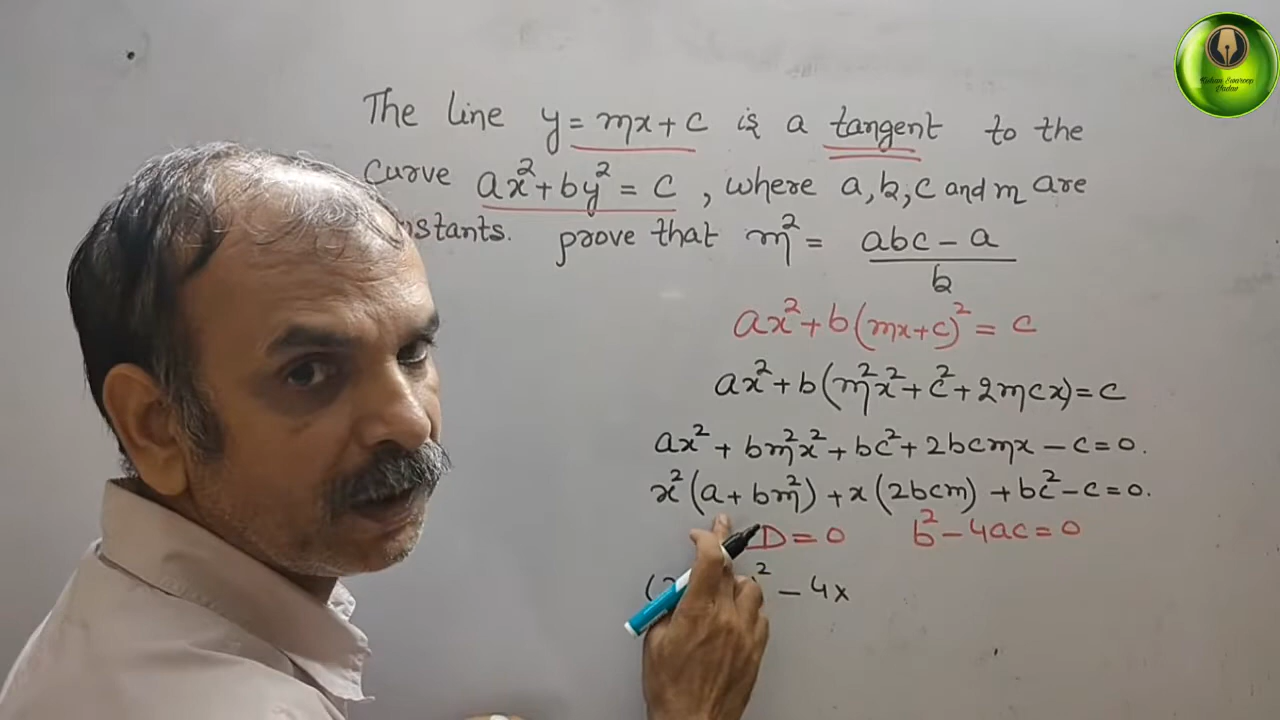 The line y = mx + c is a tangent to the
curve ax² + by² = c , where a, b, c and m are
stants. prove that m² = abc - a / b
ax² + b(mx+c)² = c
ax² + b(m²x² + c² + 2mcx) = c
ax² + bm²x² + bc² + 2bcmx - c = 0.
x²(a + bm²) + x(2bcm) + bc² - c = 0.
D = 0 b² - 4ac = 0
( )² - 4x